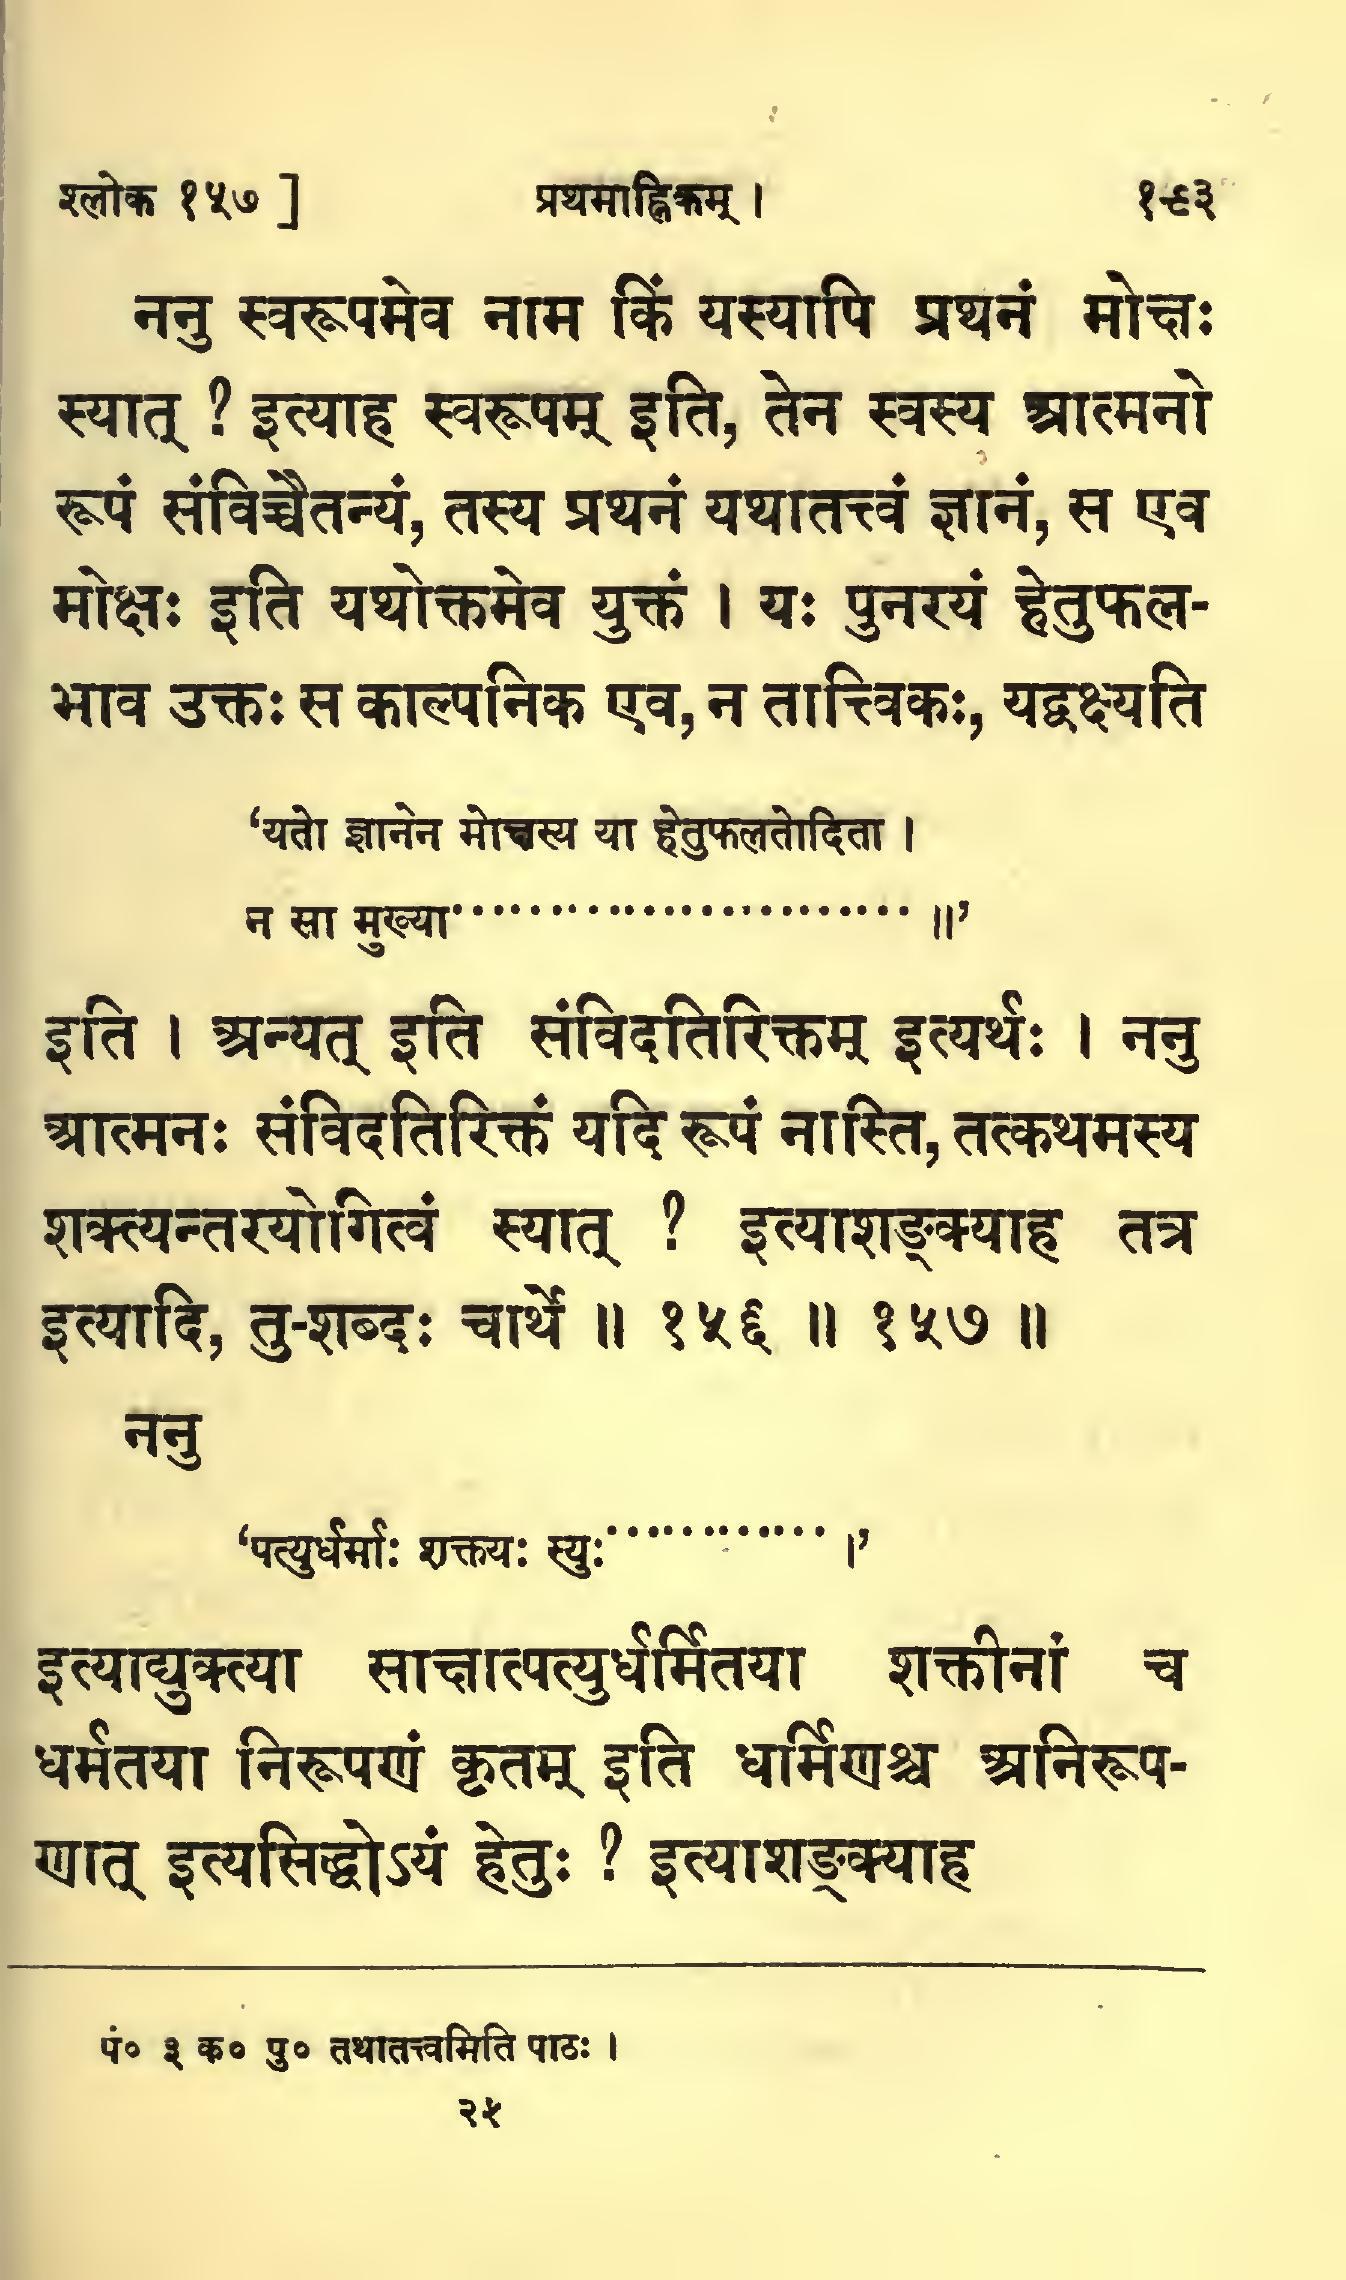 श्लोक १५७ ] प्रथमाह्निकम् । १९३
ननु स्वरूपमेव नाम किं यस्यापि प्रथनं मोक्षः
स्यात् ? इत्याह स्वरूपम् इति, तेन स्वस्य आत्मनो
रूपं संविच्चैतन्यं, तस्य प्रथनं यथातत्त्वं ज्ञानं, स एव
मोक्षः इति यथोक्तमेव युक्तं । यः पुनरयं हेतुफल-
भाव उक्तः स काल्पनिक एव, न तात्त्विकः, यद्वक्ष्यति
‘यतो ज्ञानेन मोक्षस्य या हेतुफलतोदिता ।
न सा मुख्या························ ॥’
इति । अन्यत् इति संविदतिरिक्तम् इत्यर्थः । ननु
आत्मनः संविदतिरिक्तं यदि रूपं नास्ति, तत्कथमस्य
शक्त्यन्तरयोगित्वं स्यात् ? इत्याशङ्क्याह तत्र
इत्यादि, तु-शब्दः चार्थे ॥ १५६ ॥ १५७ ॥
ननु
‘पत्युर्धर्माः शक्तयः स्युः············ ।’
इत्याद्युक्त्या साक्षात्पत्युर्धर्मितया शक्तीनां च
धर्मतया निरूपणं कृतम् इति धर्मिणश्च अनिरूप-
णात् इत्यसिद्धोऽयं हेतुः ? इत्याशङ्क्याह
पं० ३ क० पु० तथातत्त्वमिति पाठः ।
२५